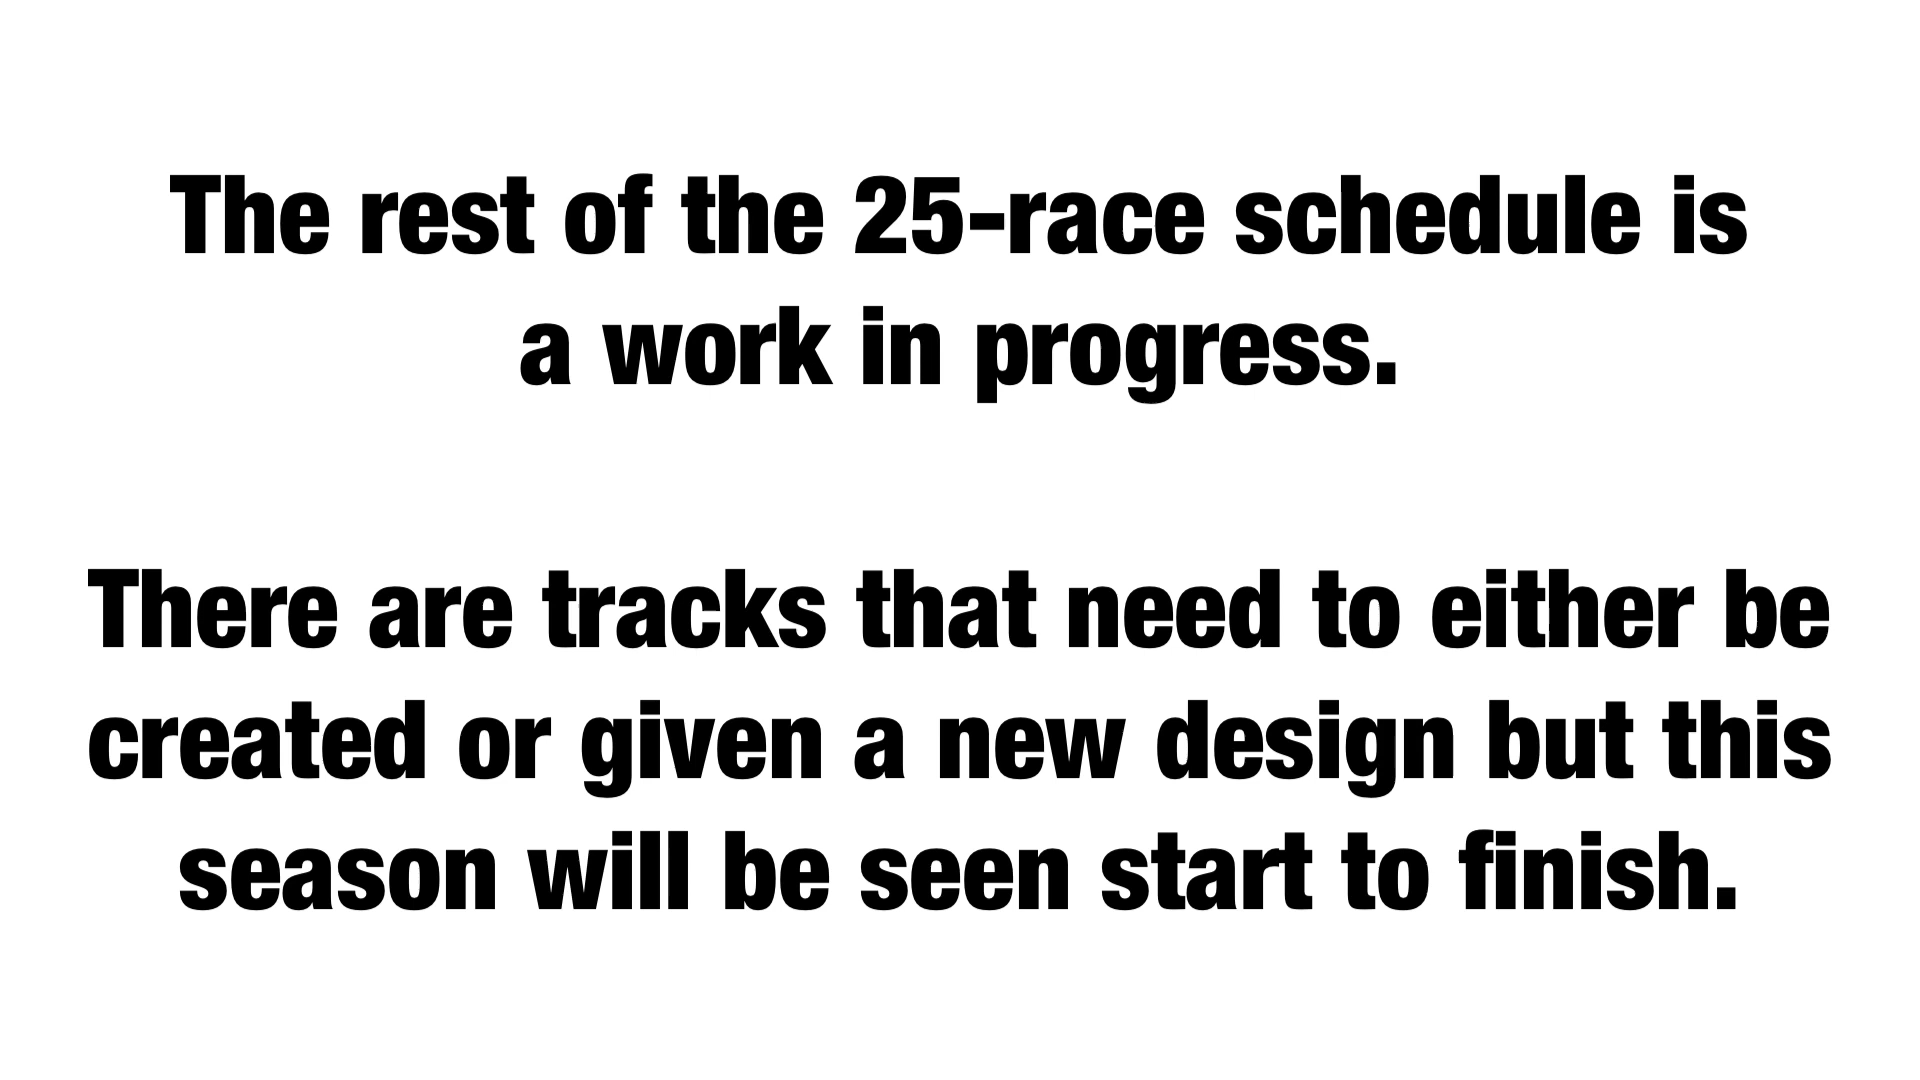 The rest of the 25-race schedule is
a work in progress.
There are tracks that need to either be
created or given a new design but this
season will be seen start to finish.